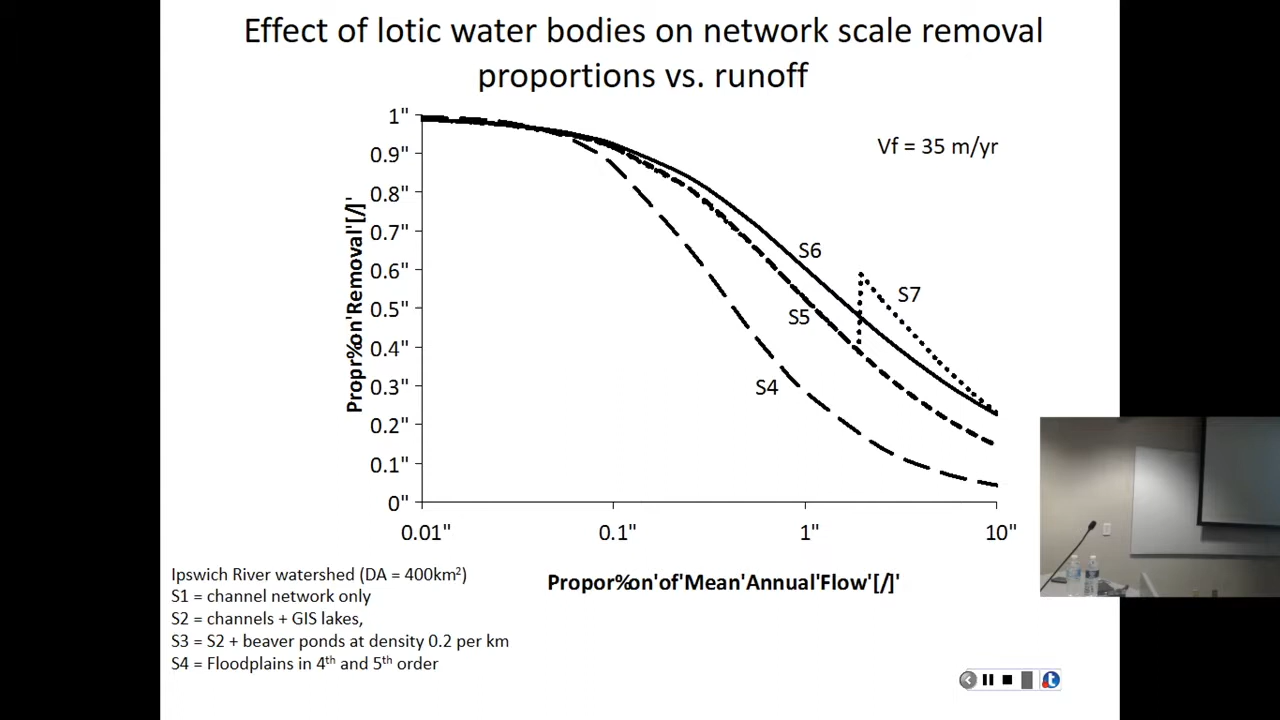 Effect of lotic water bodies on network scale removal
proportions vs. runoff
Vf = 35 m/yr
Propor%on'Removal'[/]'
1"
0.9"
0.8"
0.7"
0.6"
0.5"
0.4"
0.3"
0.2"
0.1"
0"
S6
S7
S5
S4
0.01"
0.1"
1"
10"
Propor%on'of'Mean'Annual'Flow'[/]'
Ipswich River watershed (DA = 400km²)
S1 = channel network only
S2 = channels + GIS lakes,
S3 = S2 + beaver ponds at density 0.2 per km
S4 = Floodplains in 4th and 5th order